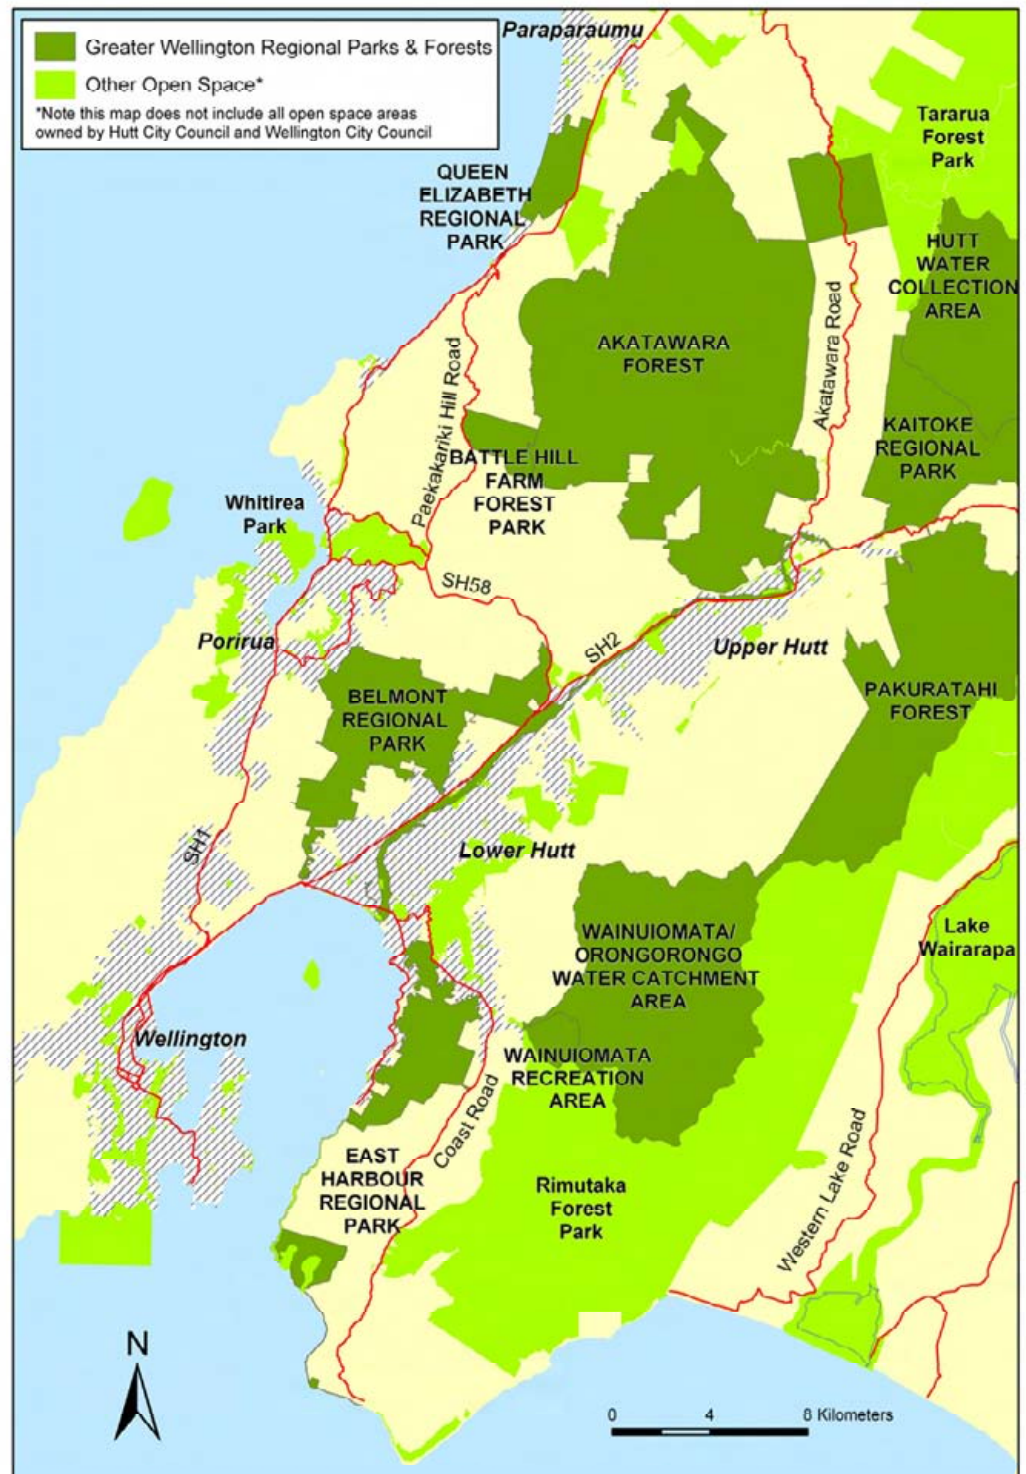 Greater Wellington Regional Parks & Forests
Other Open Space*
*Note this map does not include all open space areas
owned by Hutt City Council and Wellington City Council
Paraparaumu
Tararua
Forest
Park
QUEEN
ELIZABETH
REGIONAL
PARK
HUTT
WATER
COLLECTION
AREA
AKATAWARA
FOREST
Akatawara Road
Paekakariki Hill Road
KAITOKE
REGIONAL
PARK
BATTLE HILL
FARM
FOREST
PARK
Whitirea
Park
SH58
Porirua
SH2
Upper Hutt
BELMONT
REGIONAL
PARK
PAKURATAHI
FOREST
SH1
Lower Hutt
WAINUIOMATA/
ORONGORONGO
WATER CATCHMENT
AREA
Lake
Wairarapa
Wellington
WAINUIOMATA
RECREATION
AREA
Coast Road
EAST
HARBOUR
REGIONAL
PARK
Rimutaka
Forest
Park
Western Lake Road
N
0 4 8 Kilometers